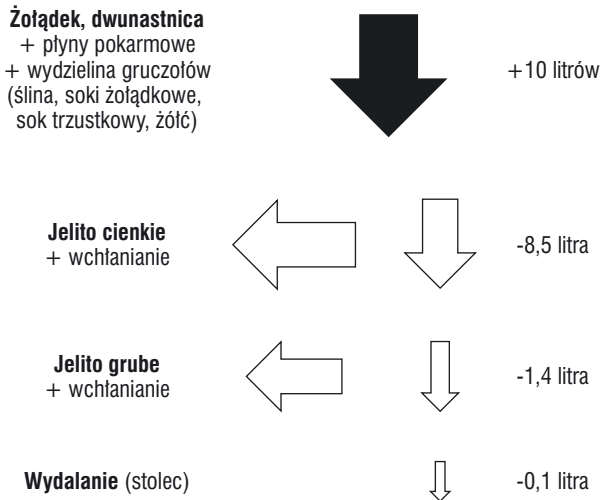 Żołądek, dwunastnica
+ płyny pokarmowe
+ wydzielina gruczołów
(ślina, soki żołądkowe,
sok trzustkowy, żółć)
+10 litrów
Jelito cienkie
+ wchłanianie
-8,5 litra
Jelito grube
+ wchłanianie
-1,4 litra
Wydalanie (stolec)
-0,1 litra